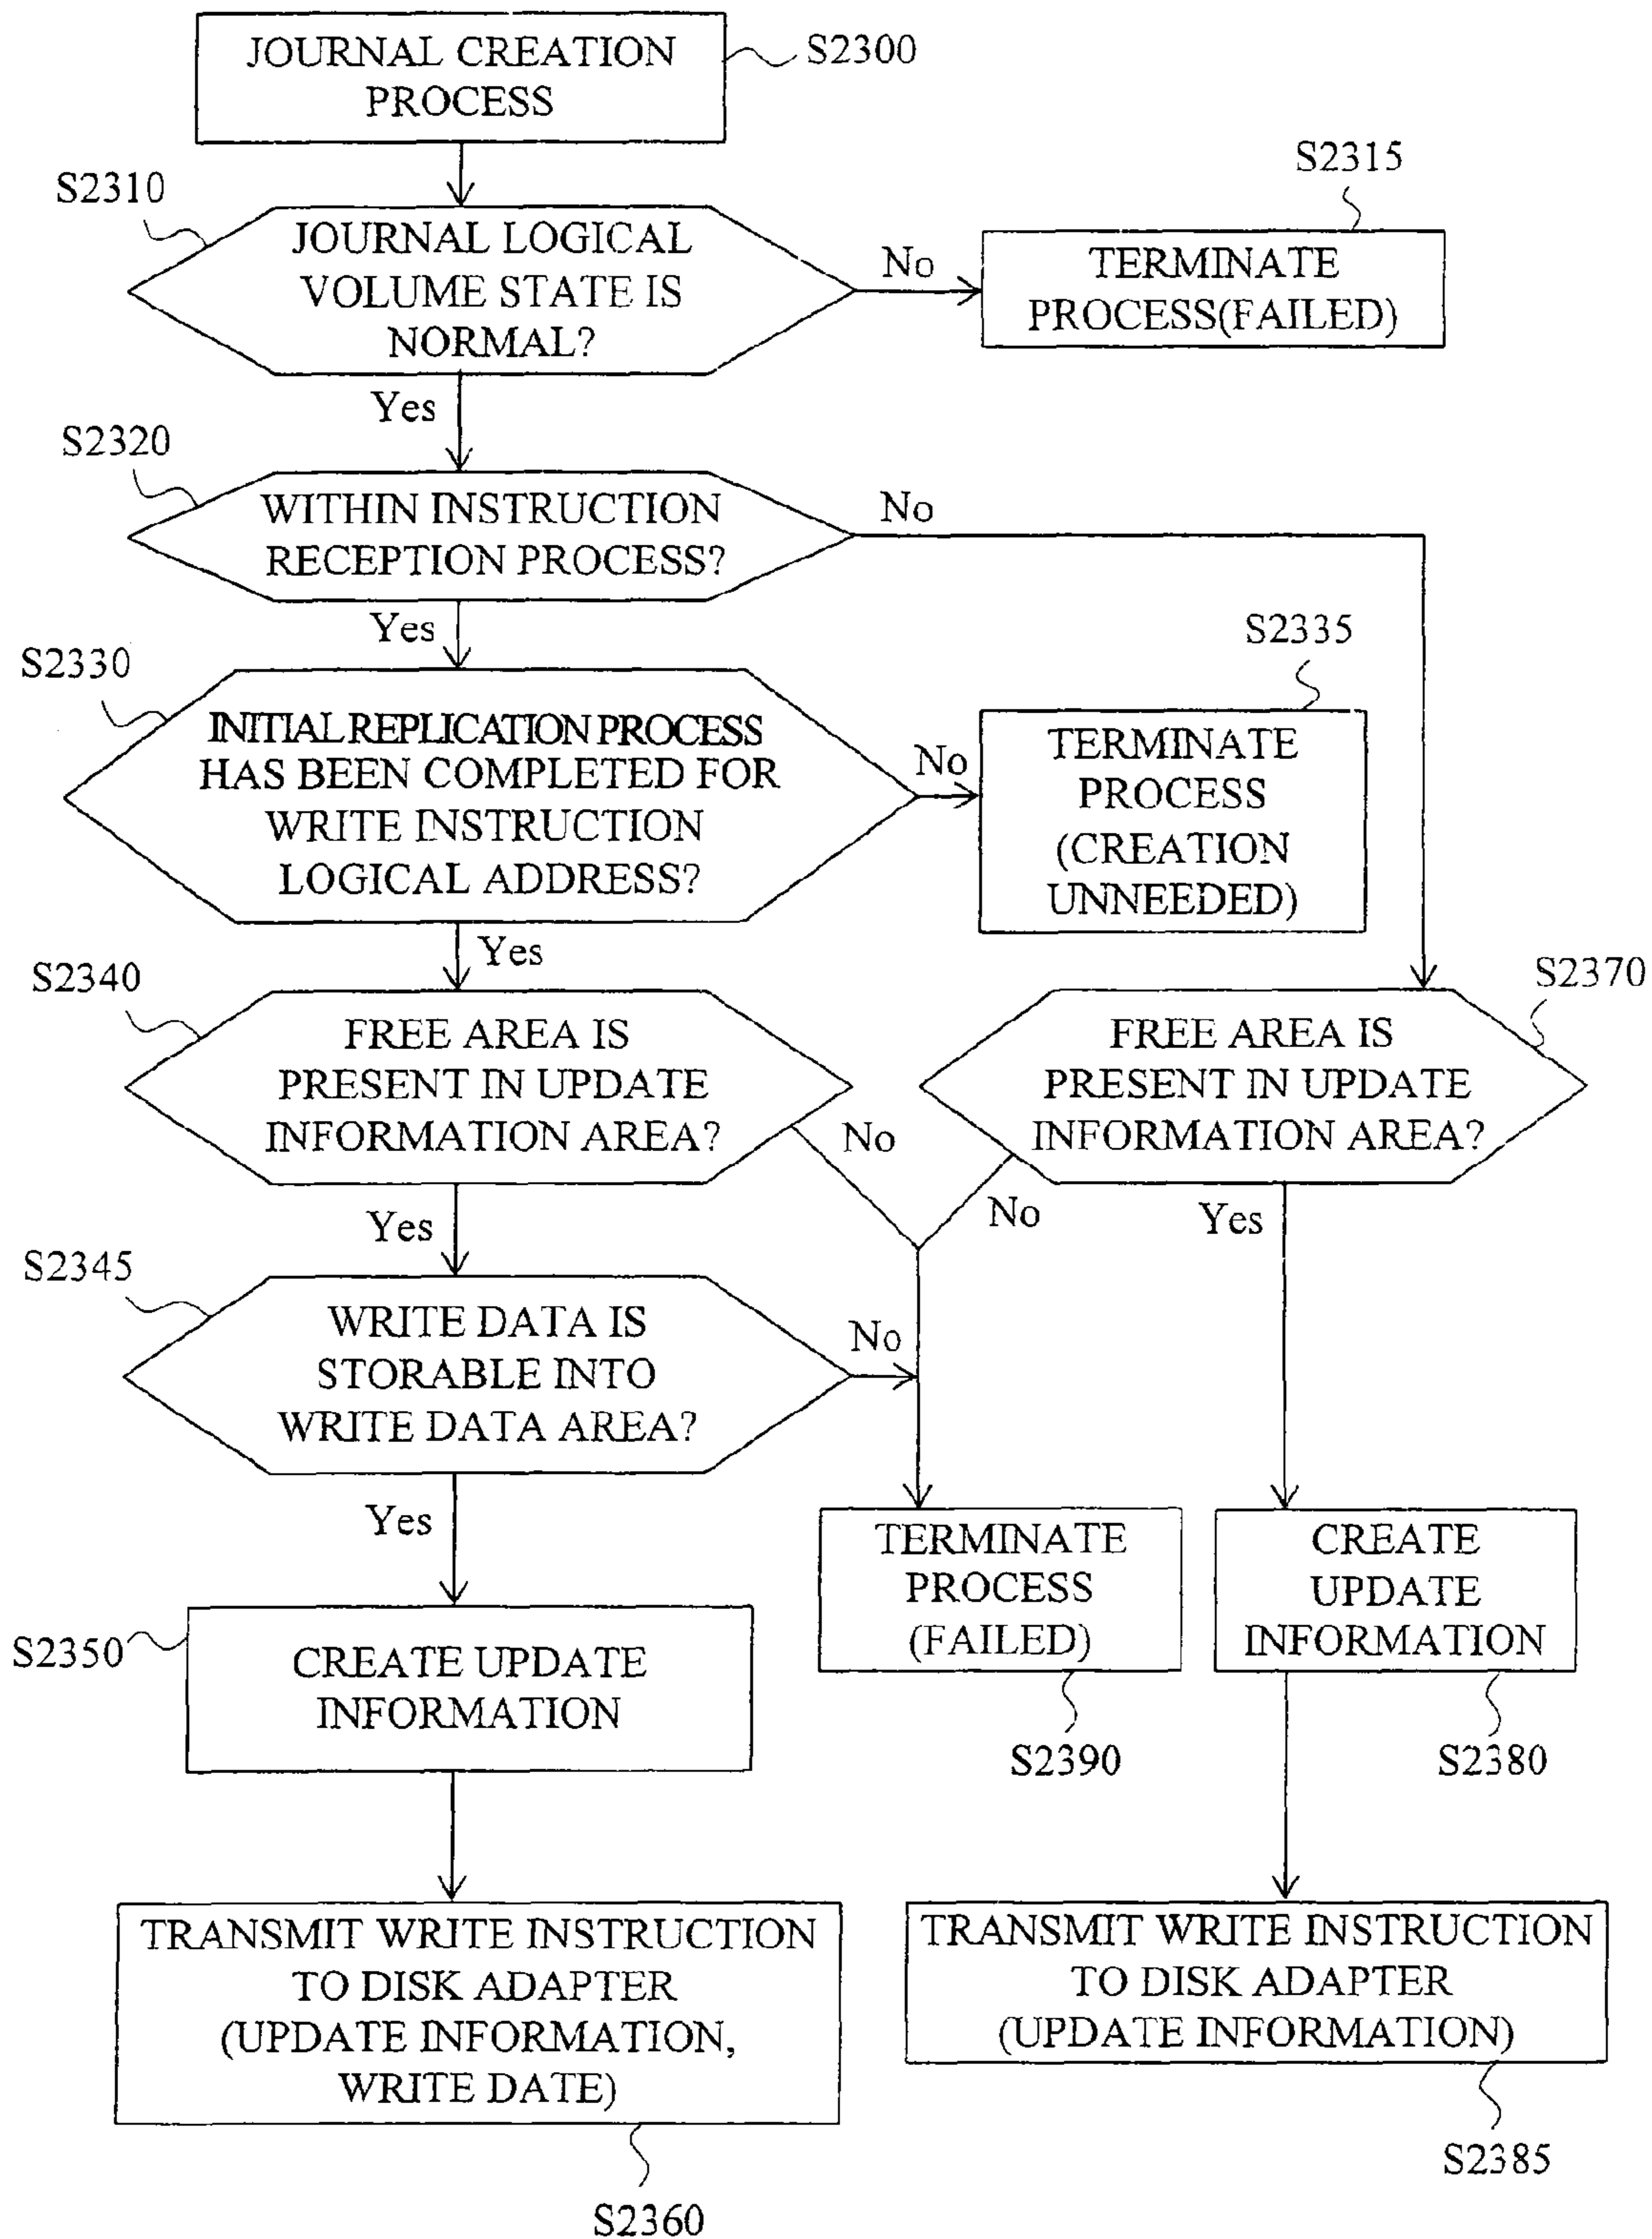 JOURNAL CREATION
PROCESS
S2300
S2310
JOURNAL LOGICAL
VOLUME STATE IS
NORMAL?
No
S2315
TERMINATE
PROCESS(FAILED)
Yes
S2320
WITHIN INSTRUCTION
RECEPTION PROCESS?
No
Yes
S2330
INITIAL REPLICATION PROCESS
HAS BEEN COMPLETED FOR
WRITE INSTRUCTION
LOGICAL ADDRESS?
No
S2335
TERMINATE
PROCESS
(CREATION
UNNEEDED)
Yes
S2340
FREE AREA IS
PRESENT IN UPDATE
INFORMATION AREA?
No
S2370
FREE AREA IS
PRESENT IN UPDATE
INFORMATION AREA?
No
Yes
Yes
S2345
WRITE DATA IS
STORABLE INTO
WRITE DATA AREA?
No
Yes
TERMINATE
PROCESS
(FAILED)
S2390
CREATE
UPDATE
INFORMATION
S2380
S2350
CREATE UPDATE
INFORMATION
TRANSMIT WRITE INSTRUCTION
TO DISK ADAPTER
(UPDATE INFORMATION,
WRITE DATE)
S2360
TRANSMIT WRITE INSTRUCTION
TO DISK ADAPTER
(UPDATE INFORMATION)
S2385